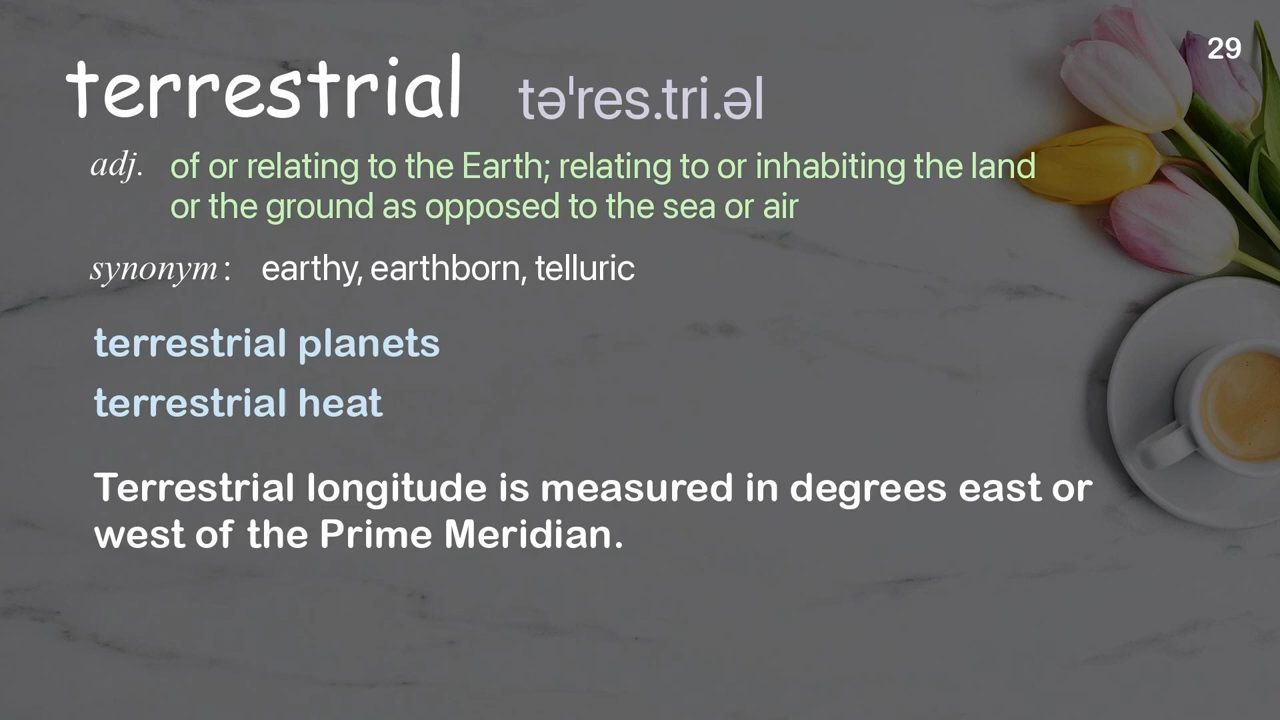 29
terrestrial təˈres.tri.əl
adj. of or relating to the Earth; relating to or inhabiting the land
or the ground as opposed to the sea or air
synonym: earthy, earthborn, telluric
terrestrial planets
terrestrial heat
Terrestrial longitude is measured in degrees east or
west of the Prime Meridian.